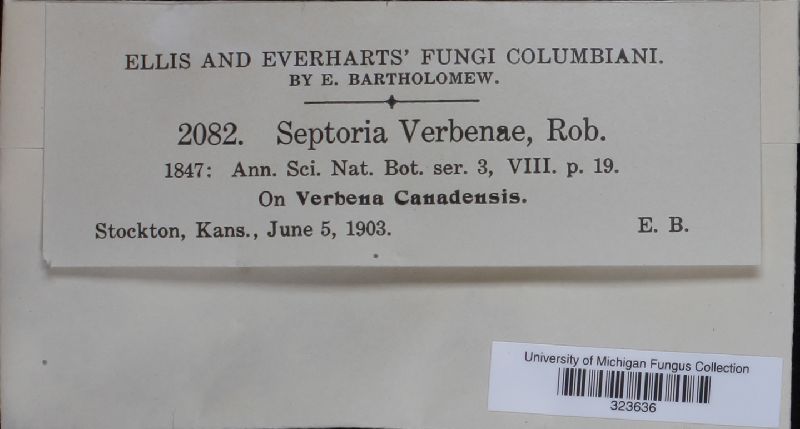 ELLIS AND EVERHARTS' FUNGI COLUMBIANI.
BY E. BARTHOLOMEW.
2082. Septoria Verbenae, Rob.
1847: Ann. Sci. Nat. Bot. ser. 3, VIII. p. 19.
On Verbena Canadensis.
Stockton, Kans., June 5, 1903. E. B.
University of Michigan Fungus Collection
323636